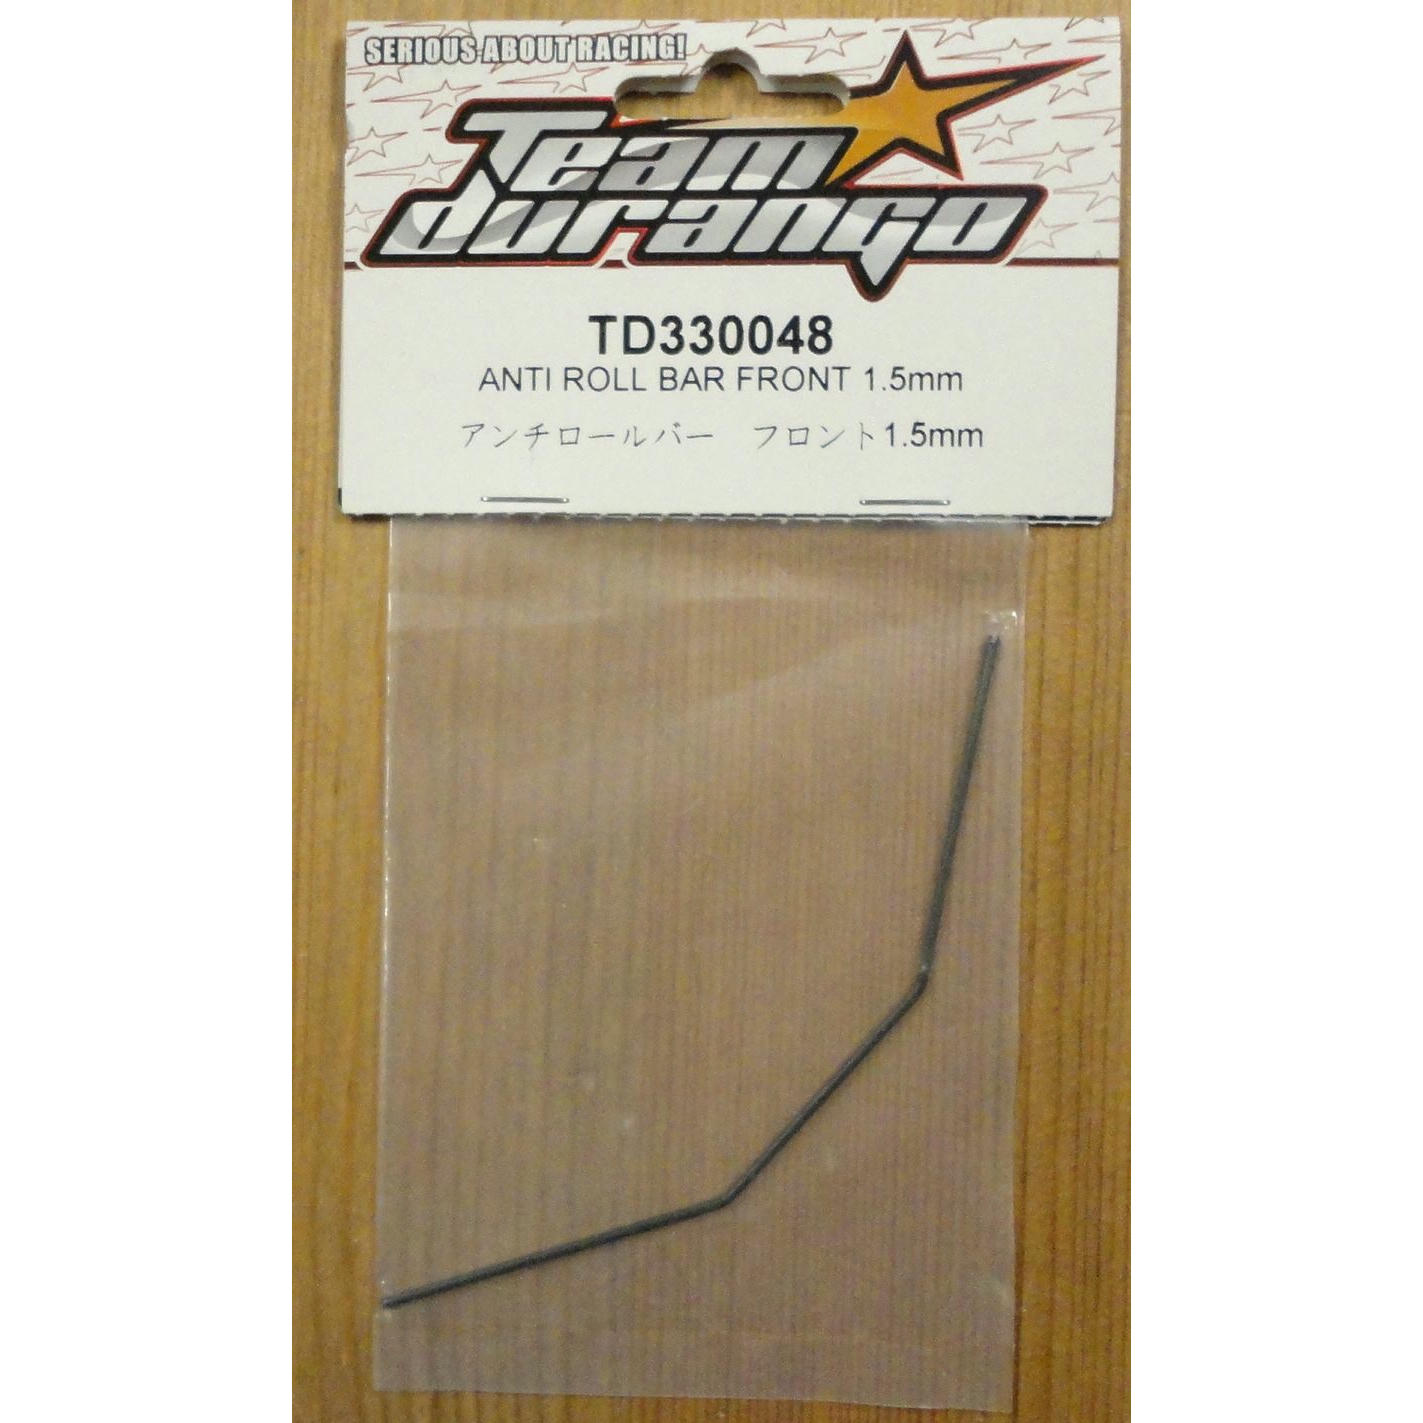 SERIOUS ABOUT RACING!
Team
durango
TD330048
ANTI ROLL BAR FRONT 1.5mm
アンチロールバー　フロント1.5mm